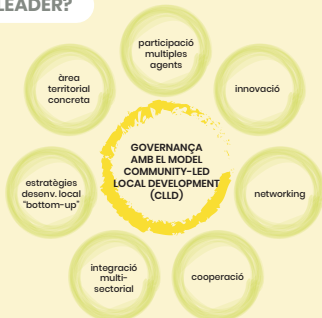 LEADER?
participació
multiples
agents
àrea
territorial
concreta
innovació
GOVERNANÇA
AMB EL MODEL
COMMUNITY-LED
LOCAL DEVELOPMENT
(CLLD)
estratègies
desenv. local
"bottom-up"
networking
integració
multi-
sectorial
cooperació